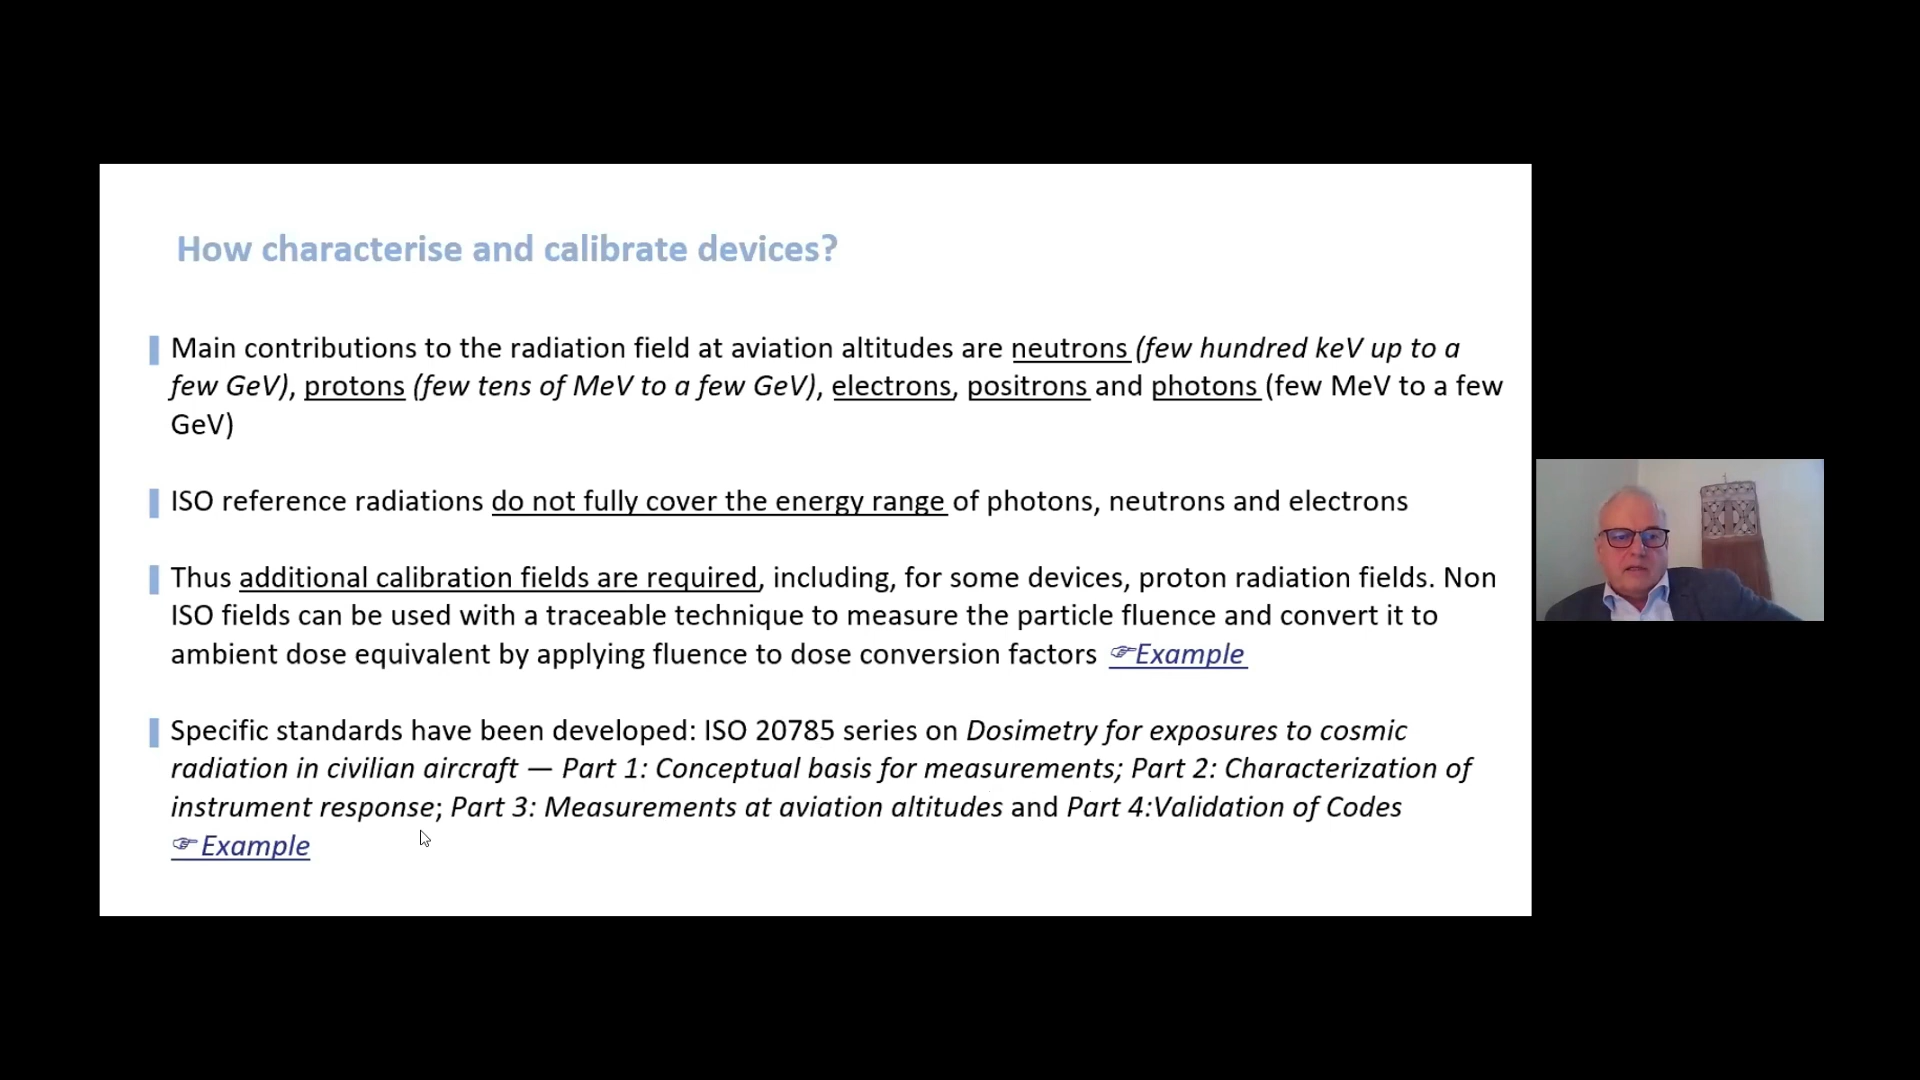 How characterise and calibrate devices?
Main contributions to the radiation field at aviation altitudes are neutrons (few hundred keV up to a
few GeV), protons (few tens of MeV to a few GeV), electrons, positrons and photons (few MeV to a few
GeV)
ISO reference radiations do not fully cover the energy range of photons, neutrons and electrons
Thus additional calibration fields are required, including, for some devices, proton radiation fields. Non
ISO fields can be used with a traceable technique to measure the particle fluence and convert it to
ambient dose equivalent by applying fluence to dose conversion factors ☞Example
Specific standards have been developed: ISO 20785 series on Dosimetry for exposures to cosmic
radiation in civilian aircraft — Part 1: Conceptual basis for measurements; Part 2: Characterization of
instrument response; Part 3: Measurements at aviation altitudes and Part 4:Validation of Codes
☞Example